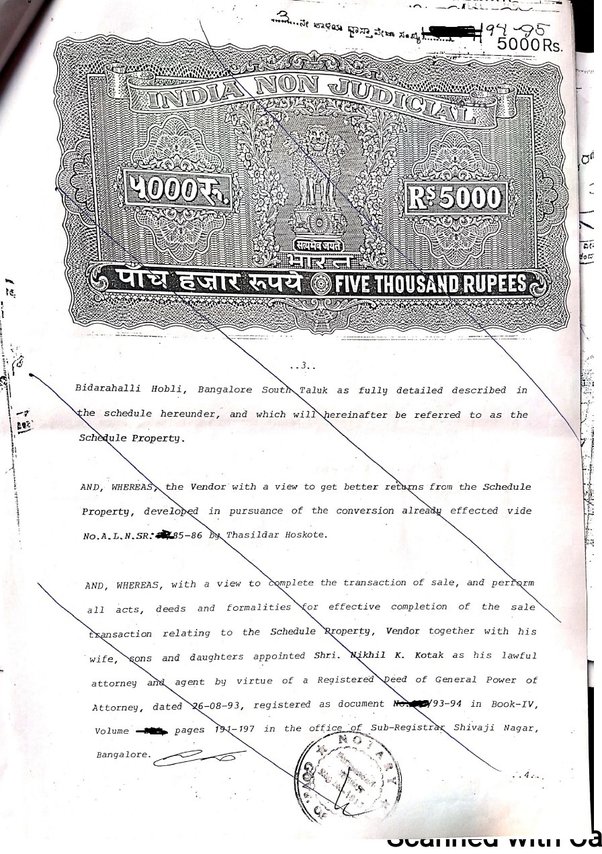 194-95
5000 Rs.
INDIA NON JUDICIAL
५000रु.
RS 5000
सत्यमेव जयते
भारत
पाँच हजार रुपये FIVE THOUSAND RUPEES
..3..
Bidarahalli Hobli, Bangalore South Taluk as fully detailed described in
the schedule hereunder, and which will hereinafter be referred to as the
Schedule Property.
AND, WHEREAS, the Vendor with a view to get better returns from the Schedule
Property, developed in pursuance of the conversion already effected vide
No.A.L.N.SR: 85-86 by Thasildar Hoskote.
AND, WHEREAS, with a view to complete the transaction of sale, and perform
all acts, deeds and formalities for effective completion of the sale
transaction relating to the Schedule Property, Vendor together with his
wife, sons and daughters appointed Shri. Nikhil K. Kotak as his lawful
attorney and agent by virtue of a Registered Deed of General Power of
Attorney, dated 26-08-93, registered as document No. /93-94 in Book-IV,
Volume pages 191-197 in the office of Sub-Registrar Shivaji Nagar,
Bangalore.
NOTARY
..4..
Scanned with Ca